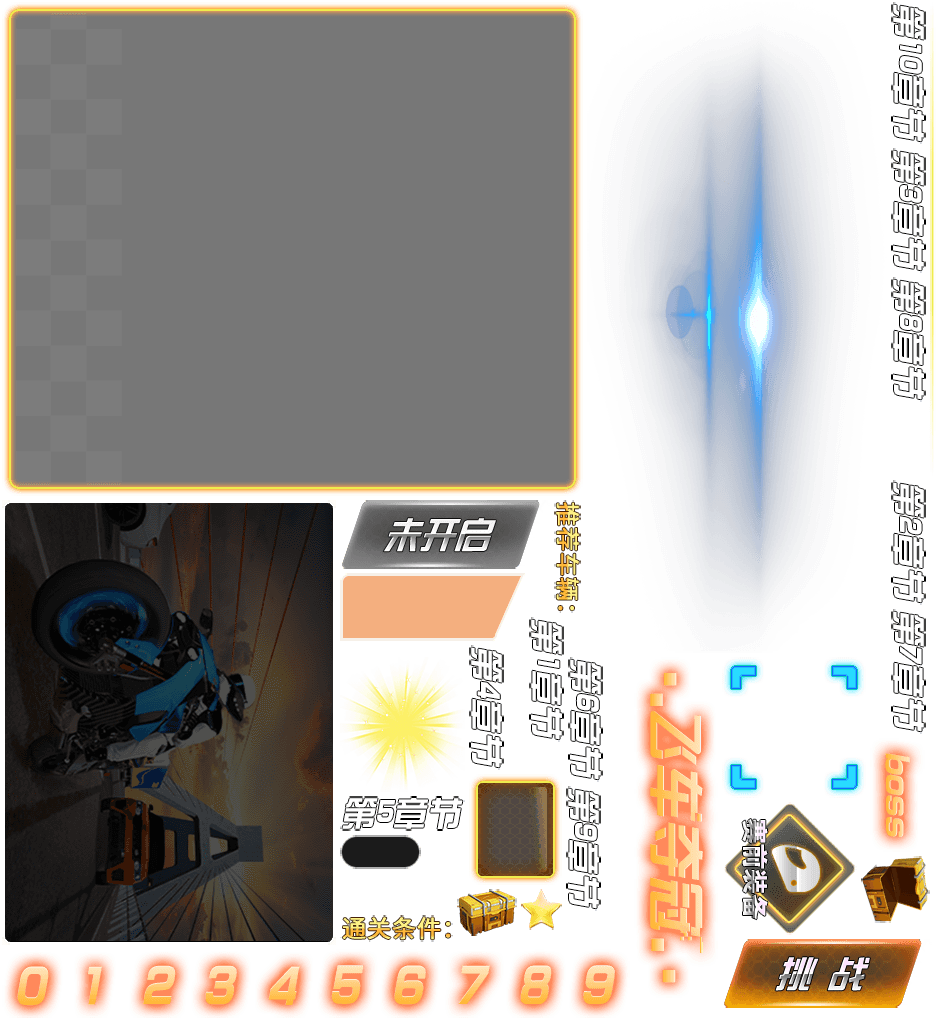 第10章节
第3章节
第8章节
第2章节
第7章节
未开启
推荐车辆：
第1章节
第6章节
第4章节
第5章节
第9章节
·.飞车夺冠.·
boss
赛前装备
通关条件：
挑战
0 1 2 3 4 5 6 7 8 9